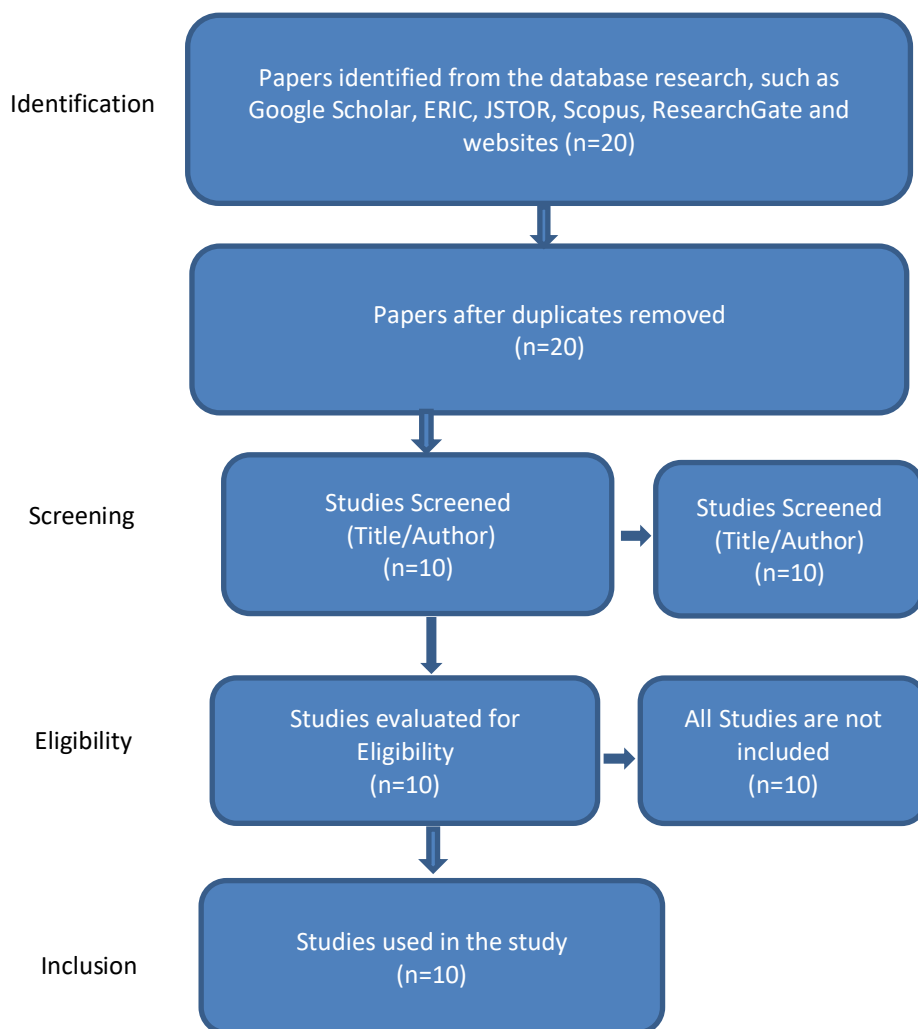 Identification
Papers identified from the database research, such as
Google Scholar, ERIC, JSTOR, Scopus, ResearchGate and
websites (n=20)
Papers after duplicates removed
(n=20)
Screening
Studies Screened
(Title/Author)
(n=10)
Studies Screened
(Title/Author)
(n=10)
Eligibility
Studies evaluated for
Eligibility
(n=10)
All Studies are not
included
(n=10)
Inclusion
Studies used in the study
(n=10)